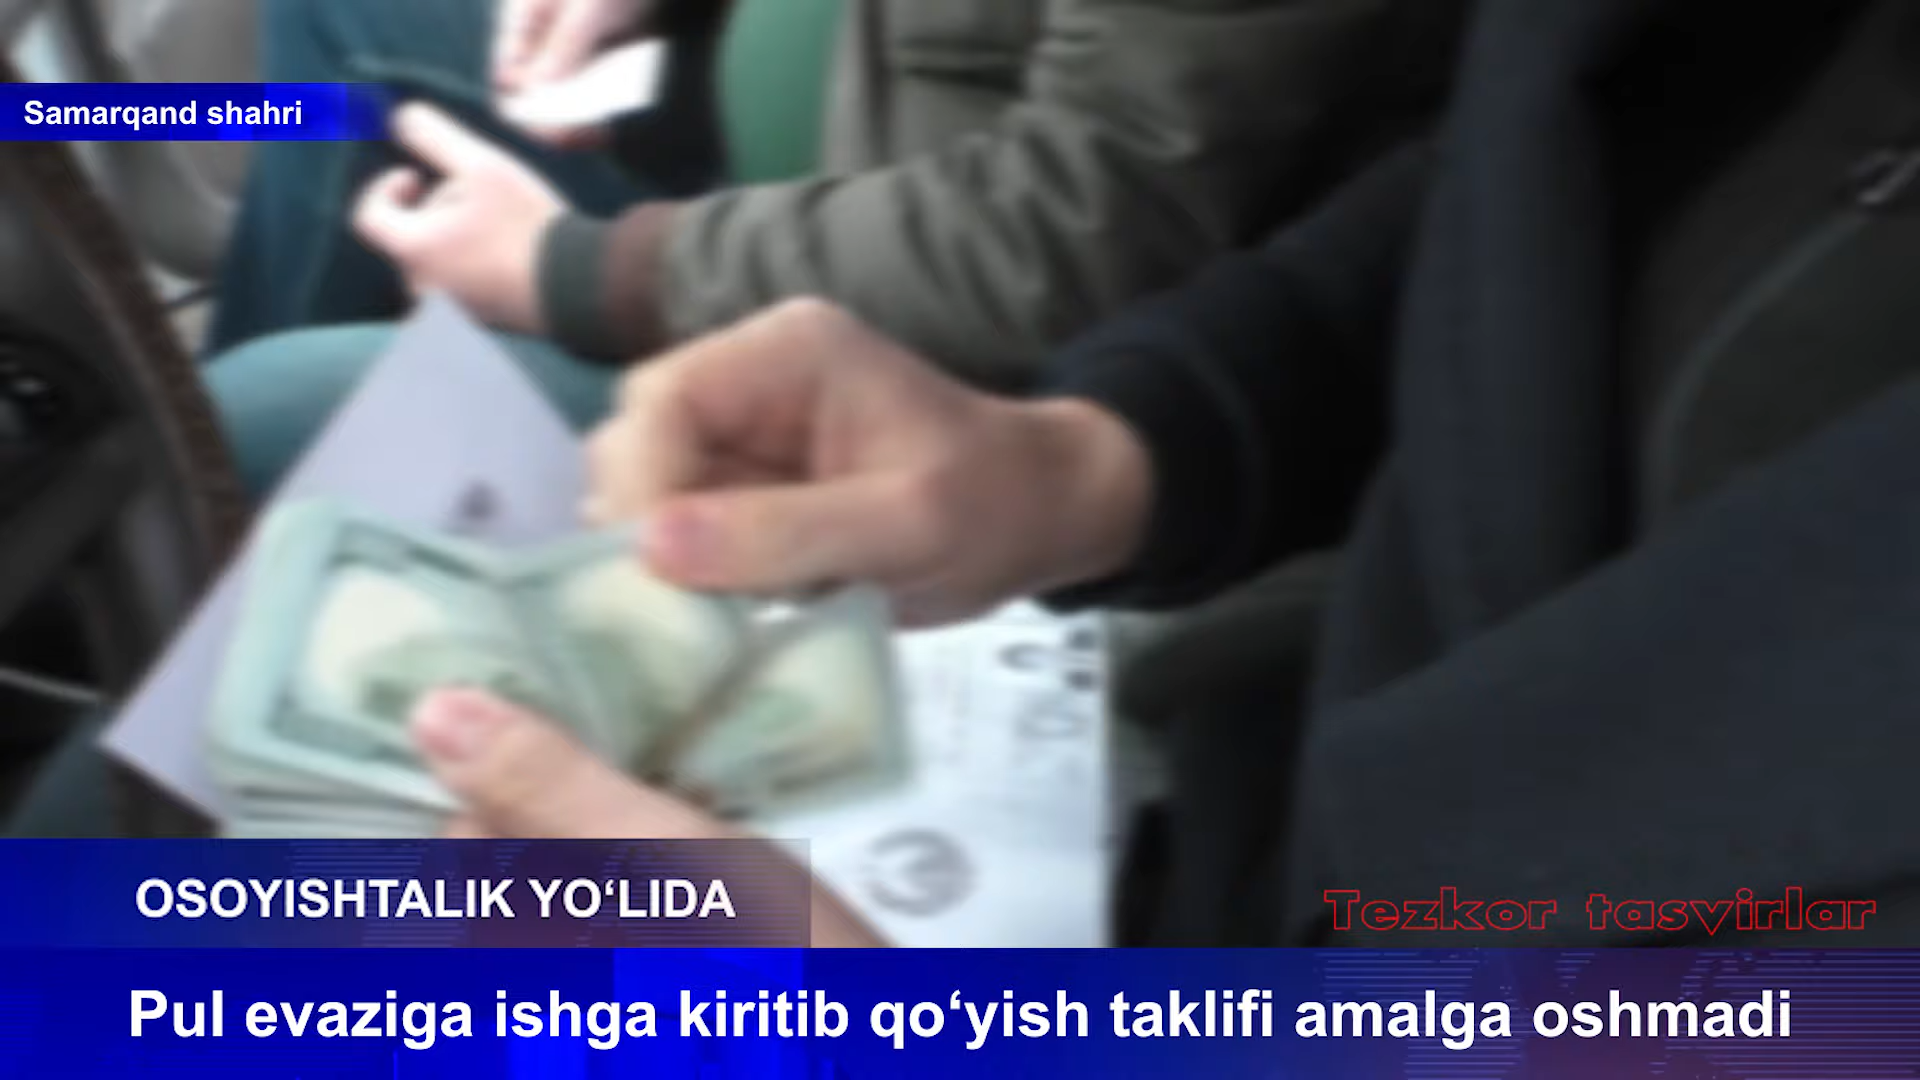 Samarqand shahri
OSOYISHTALIK YO‘LIDA
Tezkor tasvirlar
Pul evaziga ishga kiritib qo‘yish taklifi amalga oshmadi